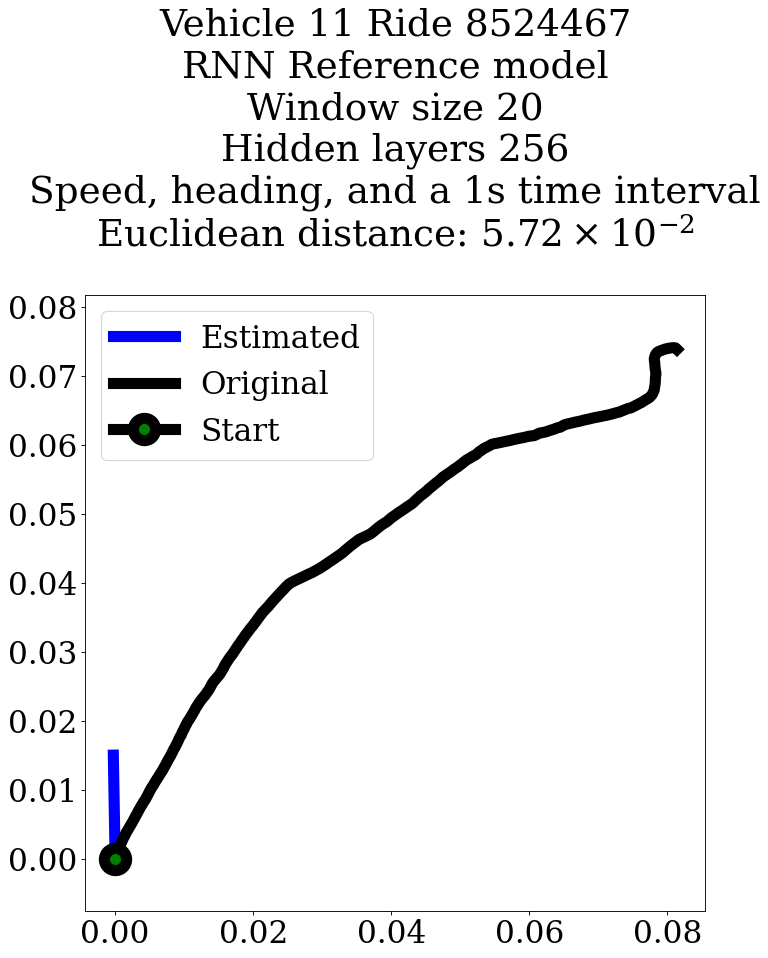 Vehicle 11 Ride 8524467
RNN Reference model
Window size 20
Hidden layers 256
Speed, heading, and a 1s time interval
Euclidean distance: 5.72 × 10⁻²
Estimated
Original
Start
0.08
0.07
0.06
0.05
0.04
0.03
0.02
0.01
0.00
0.00 0.02 0.04 0.06 0.08